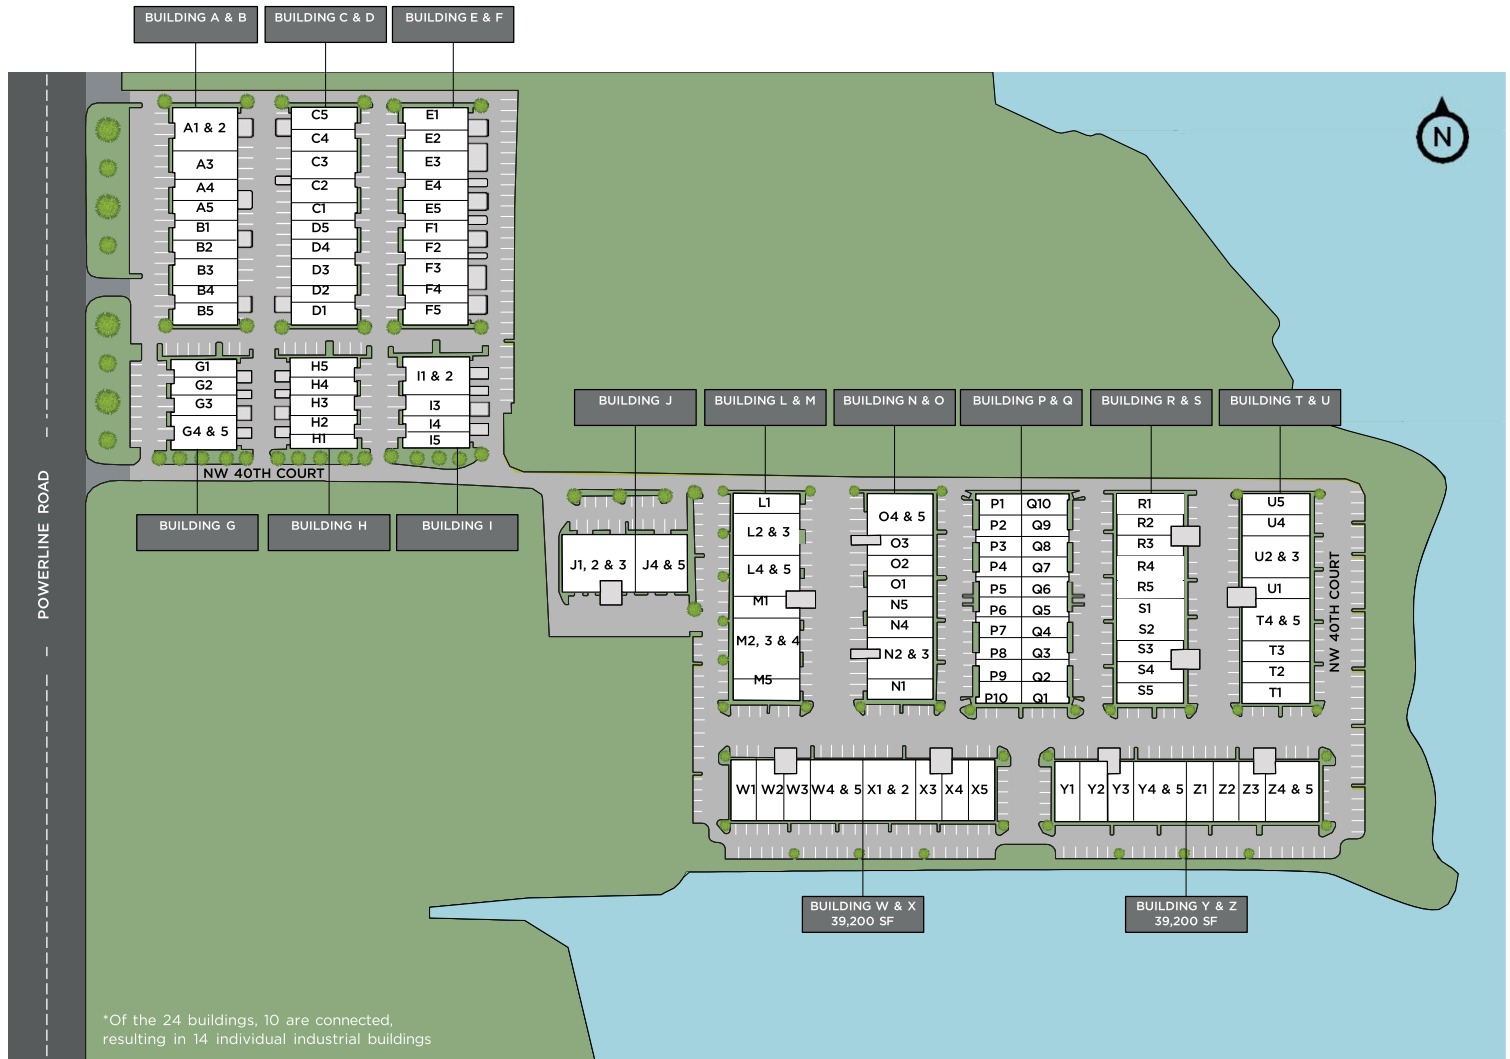 BUILDING A & B
BUILDING C & D
BUILDING E & F
N
A1 & 2
A3
A4
A5
B1
B2
B3
B4
B5
C5
C4
C3
C2
C1
D5
D4
D3
D2
D1
E1
E2
E3
E4
E5
F1
F2
F3
F4
F5
G1
G2
G3
G4 & 5
H5
H4
H3
H2
H1
I1 & 2
I3
I4
I5
NW 40TH COURT
BUILDING G
BUILDING H
BUILDING I
POWERLINE ROAD
BUILDING J
BUILDING L & M
BUILDING N & O
BUILDING P & Q
BUILDING R & S
BUILDING T & U
J1, 2 & 3
J4 & 5
L1
L2 & 3
L4 & 5
M1
M2, 3 & 4
M5
O4 & 5
O3
O2
O1
N5
N4
N2 & 3
N1
P1 Q10
P2 Q9
P3 Q8
P4 Q7
P5 Q6
P6 Q5
P7 Q4
P8 Q3
P9 Q2
P10 Q1
R1
R2
R3
R4
R5
S1
S2
S3
S4
S5
U5
U4
U2 & 3
U1
T4 & 5
T3
T2
T1
NW 40TH COURT
W1 W2 W3 W4 & 5 X1 & 2 X3 X4 X5
Y1 Y2 Y3 Y4 & 5 Z1 Z2 Z3 Z4 & 5
BUILDING W & X
39,200 SF
BUILDING Y & Z
39,200 SF
*Of the 24 buildings, 10 are connected,
resulting in 14 individual industrial buildings